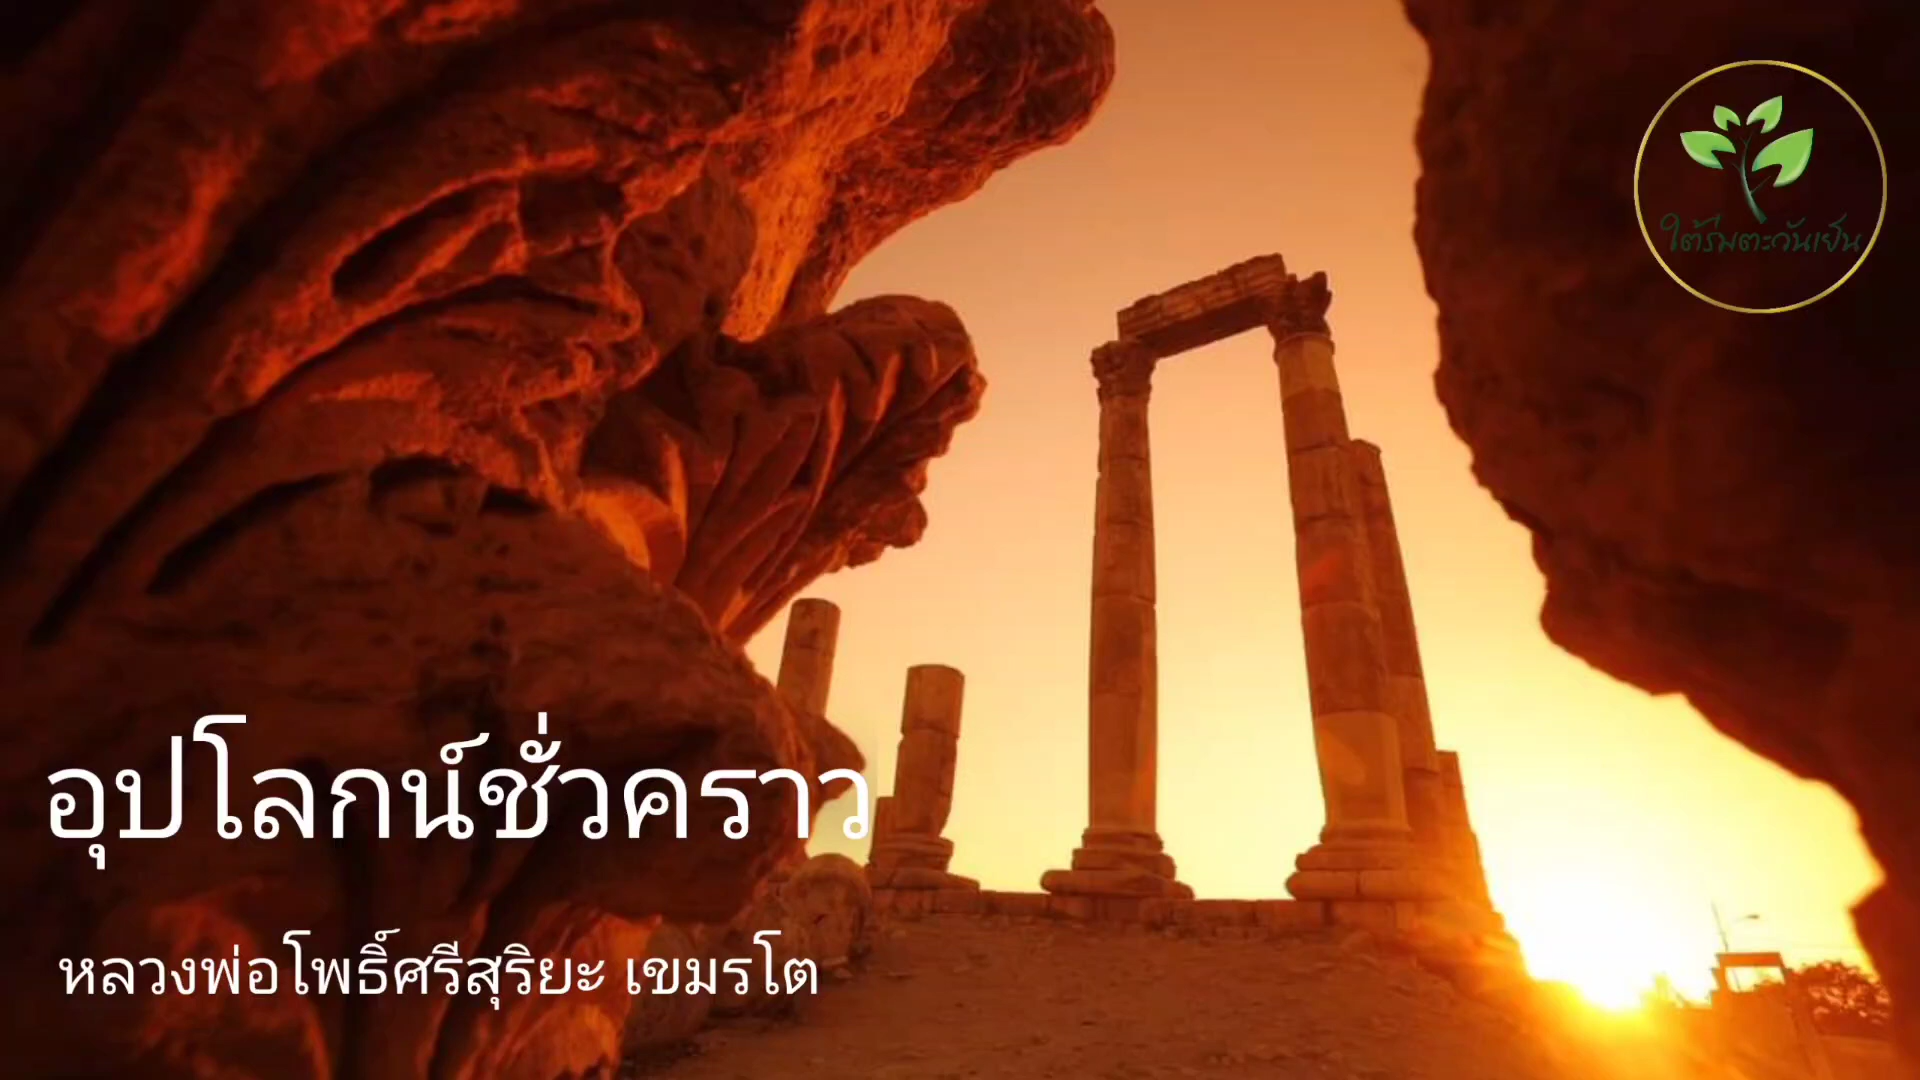 ใต้ร่มตะวันเย็น
อุปโลกน์ชั่วคราว
หลวงพ่อโพธิ์ศรีสุริยะ เขมรโต